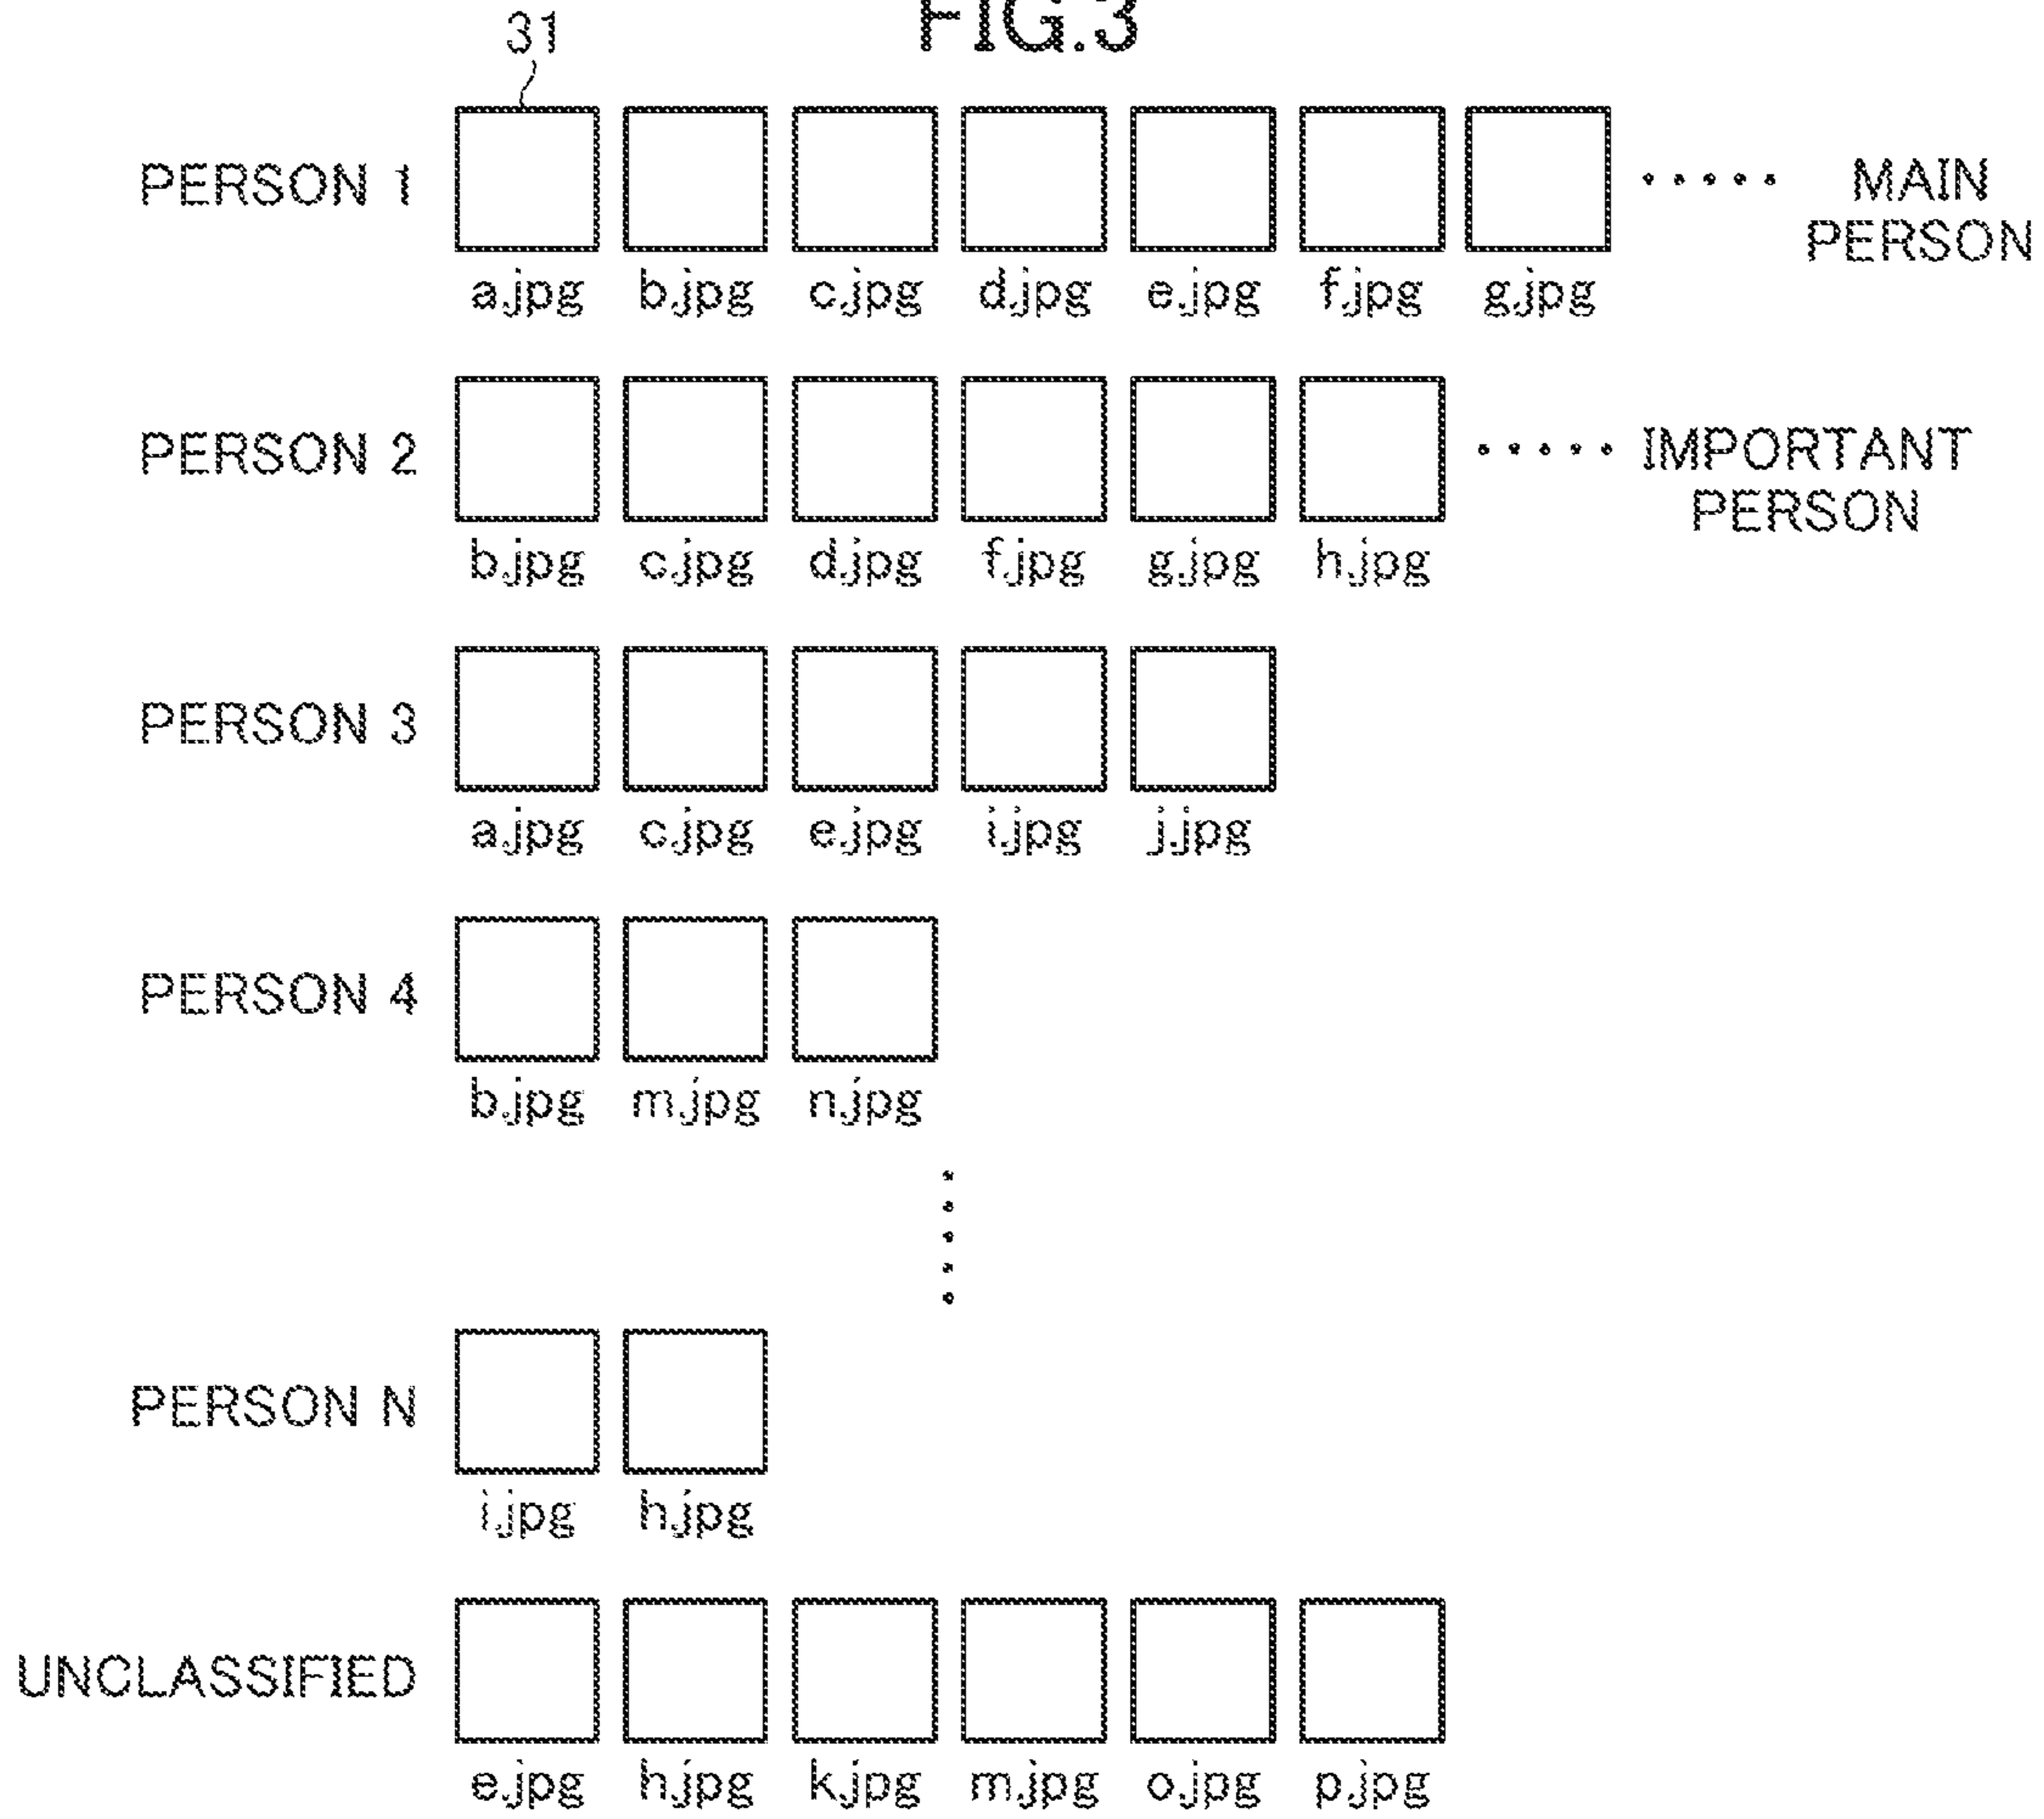 FIG.3
31
PERSON 1
a.jpg b.jpg c.jpg d.jpg e.jpg f.jpg g.jpg
..... MAIN
PERSON
PERSON 2
b.jpg c.jpg d.jpg f.jpg g.jpg h.jpg
..... IMPORTANT
PERSON
PERSON 3
a.jpg c.jpg e.jpg i.jpg j.jpg
PERSON 4
b.jpg m.jpg n.jpg
PERSON N
i.jpg h.jpg
UNCLASSIFIED
e.jpg h.jpg k.jpg m.jpg o.jpg p.jpg